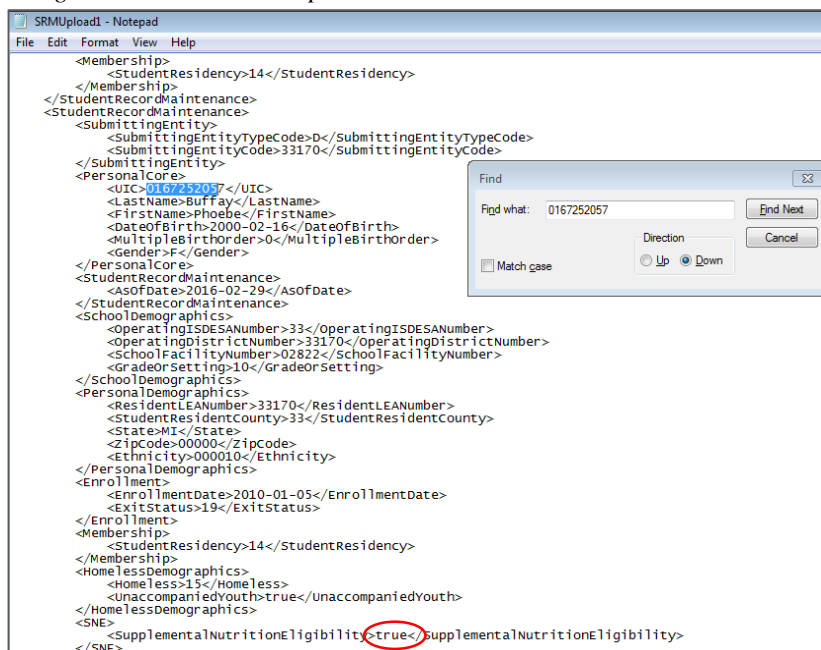 SRMUpload1 - Notepad
File Edit Format View Help
<Membership>
<StudentResidency>14</StudentResidency>
</Membership>
</StudentRecordMaintenance>
<StudentRecordMaintenance>
<SubmittingEntity>
<SubmittingEntityTypeCode>D</SubmittingEntityTypeCode>
<SubmittingEntityCode>33170</SubmittingEntityCode>
</SubmittingEntity>
<PersonalCore>
<UIC>0167252057</UIC>
<LastName>Buffay</LastName>
<FirstName>Phoebe</FirstName>
<DateOfBirth>2000-02-16</DateOfBirth>
<MultipleBirthOrder>0</MultipleBirthOrder>
<Gender>F</Gender>
</PersonalCore>
<StudentRecordMaintenance>
<AsOfDate>2016-02-29</AsOfDate>
</StudentRecordMaintenance>
<SchoolDemographics>
<OperatingISDESANumber>33</OperatingISDESANumber>
<OperatingDistrictNumber>33170</OperatingDistrictNumber>
<SchoolFacilityNumber>02822</SchoolFacilityNumber>
<GradeOrSetting>10</GradeOrSetting>
</SchoolDemographics>
<PersonalDemographics>
<ResidentLEANumber>33170</ResidentLEANumber>
<StudentResidentCounty>33</StudentResidentCounty>
<State>MI</State>
<ZipCode>00000</ZipCode>
<Ethnicity>000010</Ethnicity>
</PersonalDemographics>
<Enrollment>
<EnrollmentDate>2010-01-05</EnrollmentDate>
<ExitStatus>19</ExitStatus>
</Enrollment>
<Membership>
<StudentResidency>14</StudentResidency>
</Membership>
<HomelessDemographics>
<Homeless>15</Homeless>
<UnaccompaniedYouth>true</UnaccompaniedYouth>
</HomelessDemographics>
<SNE>
<SupplementalNutritionEligibility>true</SupplementalNutritionEligibility>
</SNE>
Find
Find what: 0167252057 Find Next
Direction Cancel
Match case Up Down